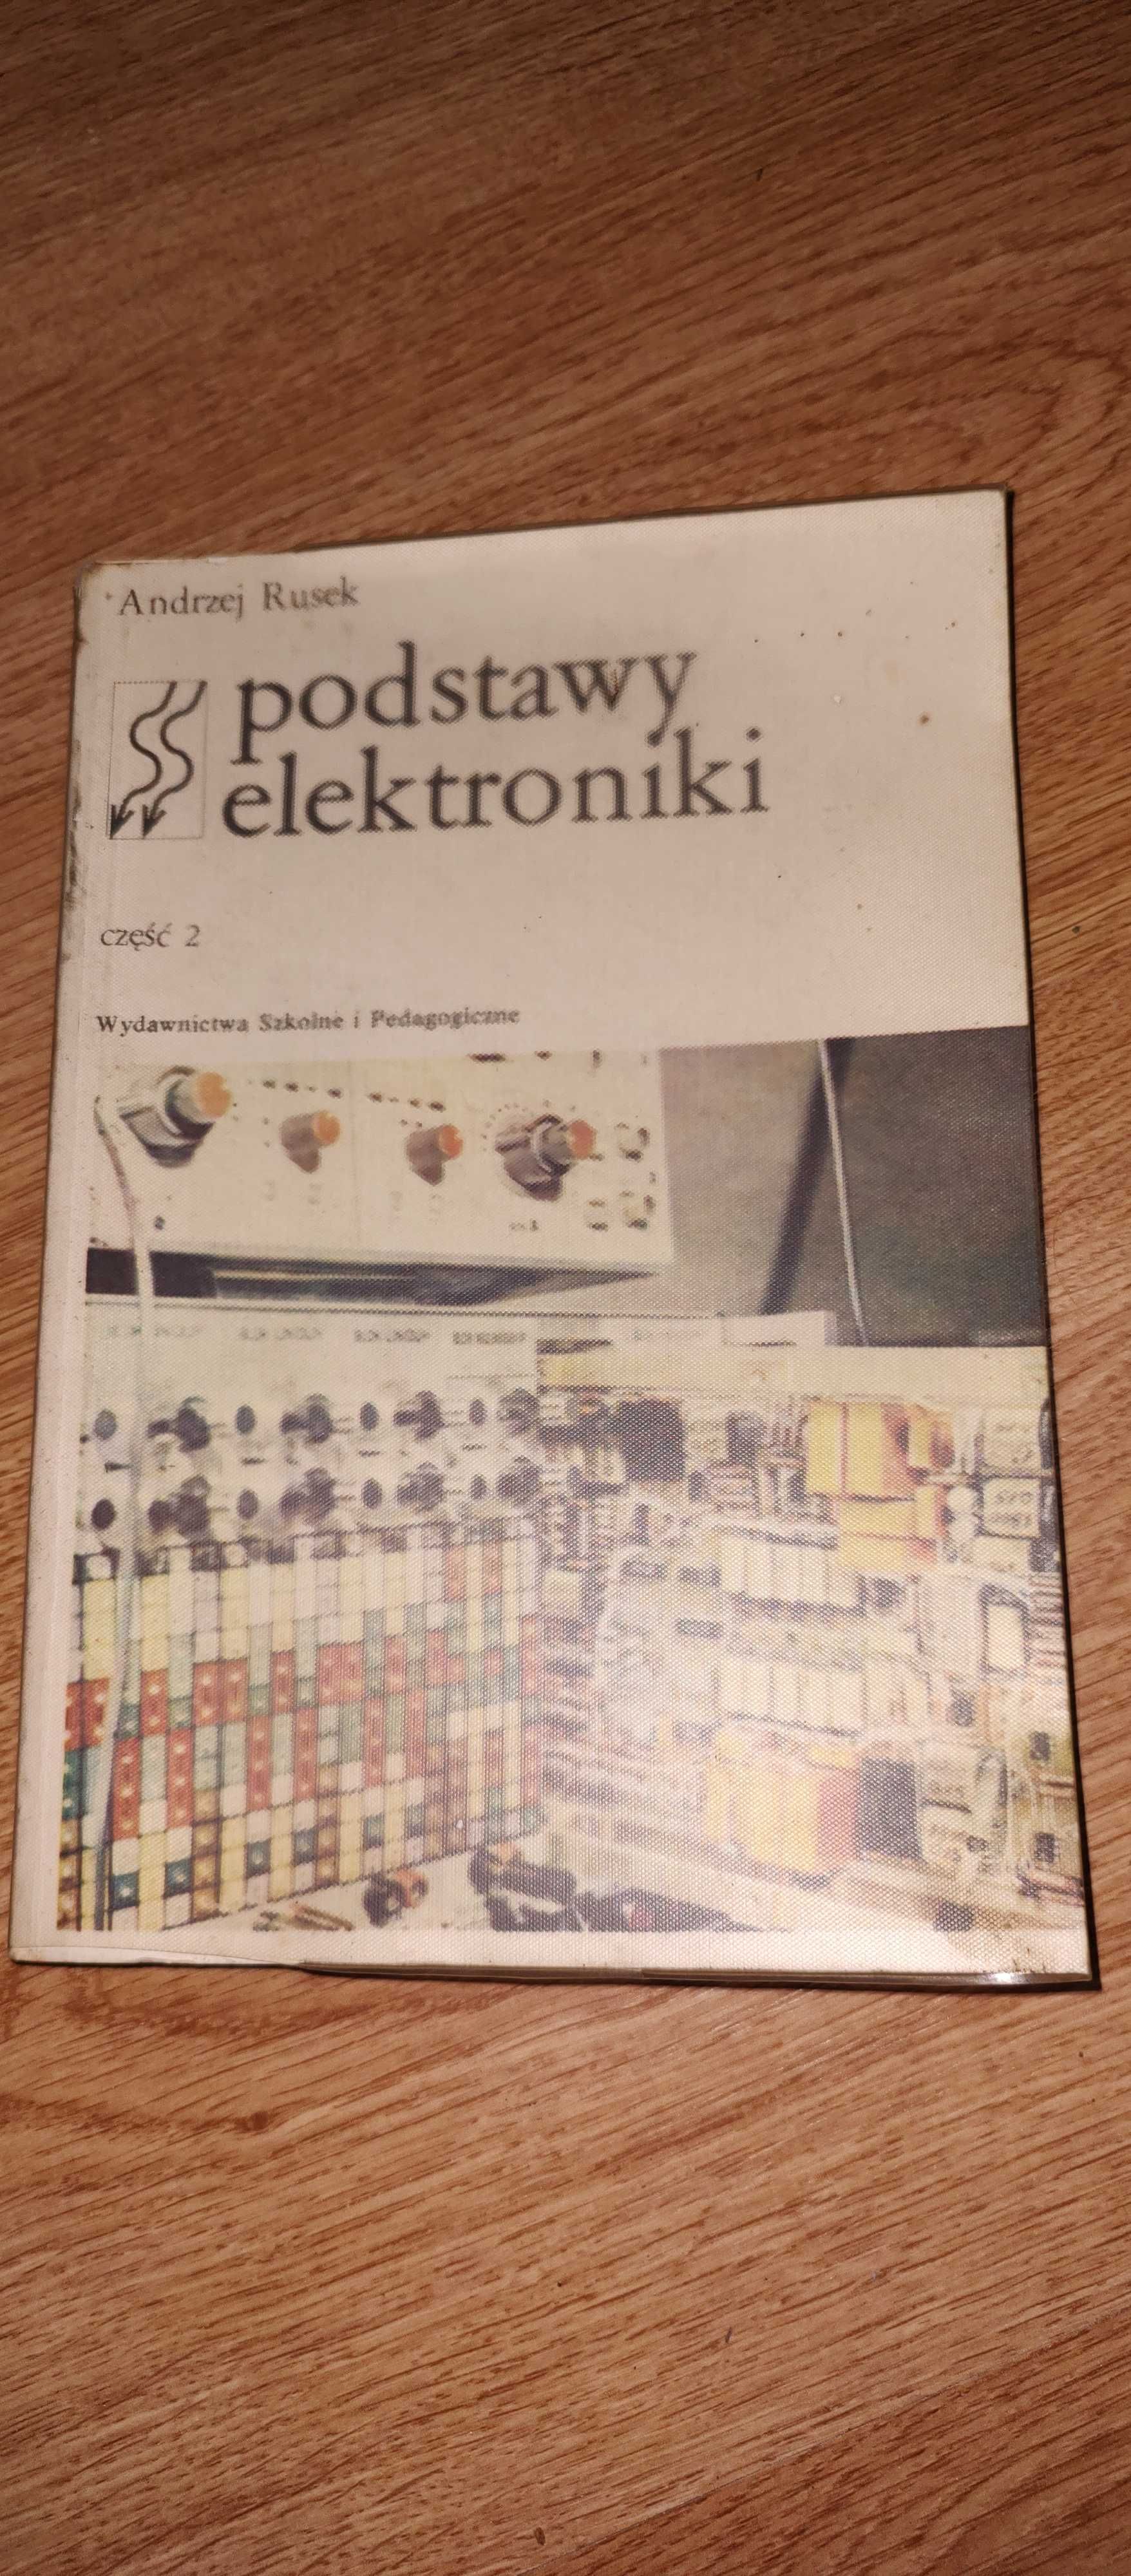 Andrzej Rusek
podstawy
elektroniki
część 2
Wydawnictwa Szkolne i Pedagogiczne